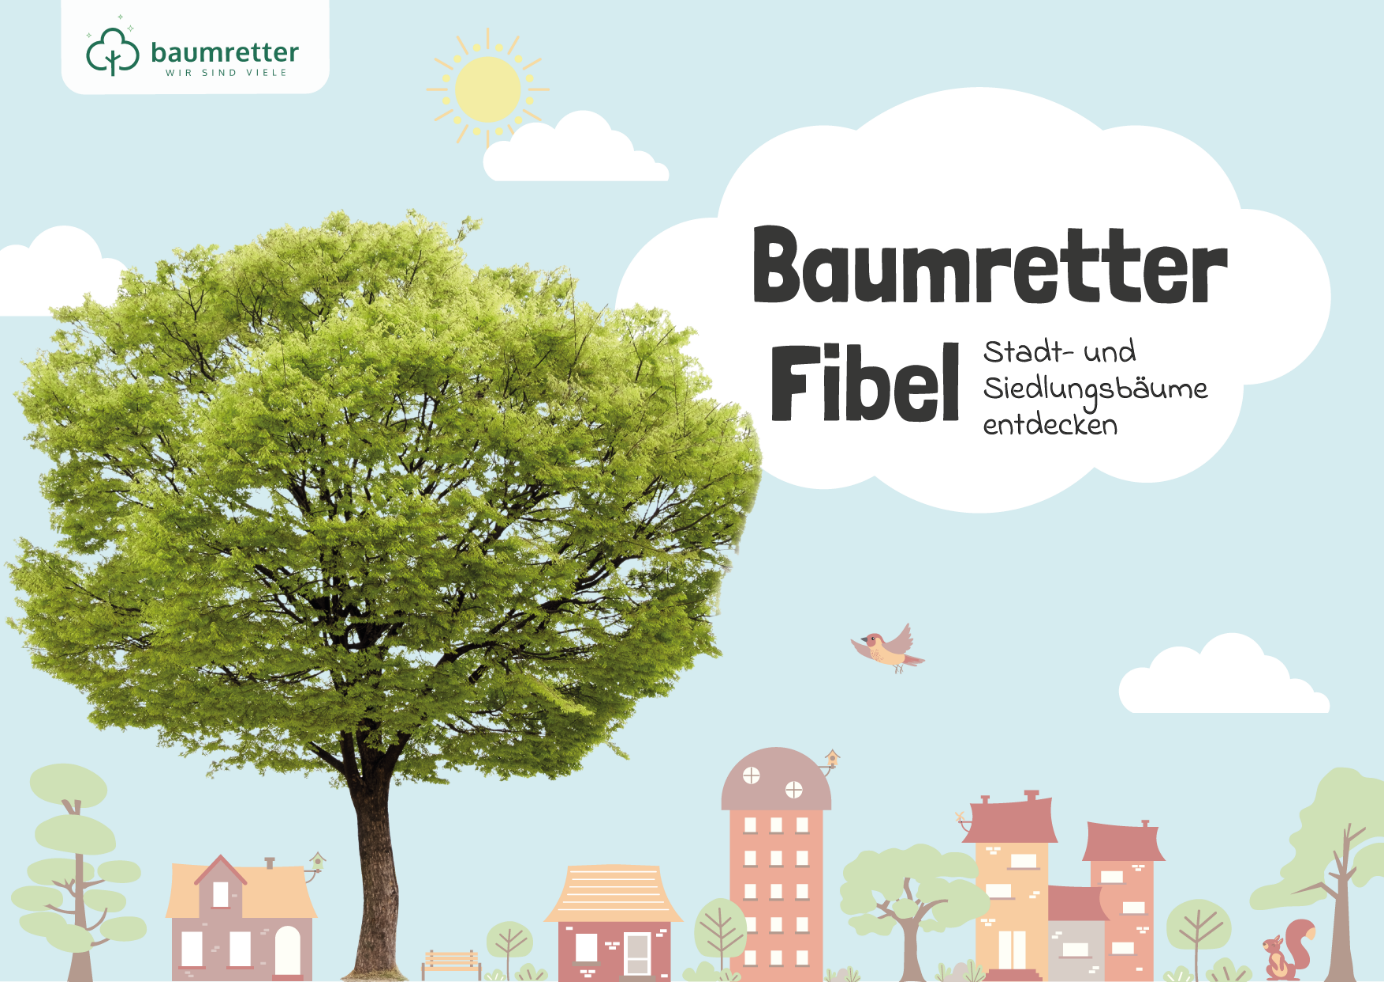 baumretter
WIR SIND VIELE
Baumretter
Fibel
Stadt- und
Siedlungsbäume
entdecken